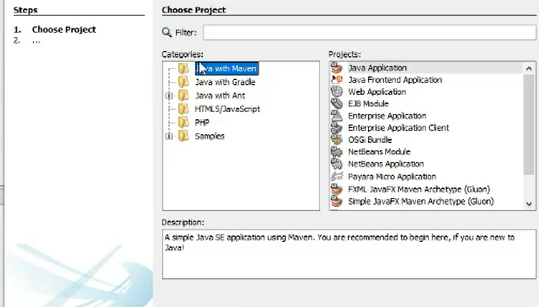 Steps
1. Choose Project
2. ...
Choose Project
Filter:
Categories:
Java with Maven
Java with Gradle
Java with Ant
HTML5/JavaScript
PHP
Samples
Projects:
Java Application
Java Frontend Application
Web Application
EJB Module
Enterprise Application
Enterprise Application Client
OSGi Bundle
NetBeans Module
NetBeans Application
Payara Micro Application
FXML JavaFX Maven Archetype (Gluon)
Simple JavaFX Maven Archetype (Gluon)
Description:
A simple Java SE application using Maven. You are recommended to begin here, if you are new to
Java!